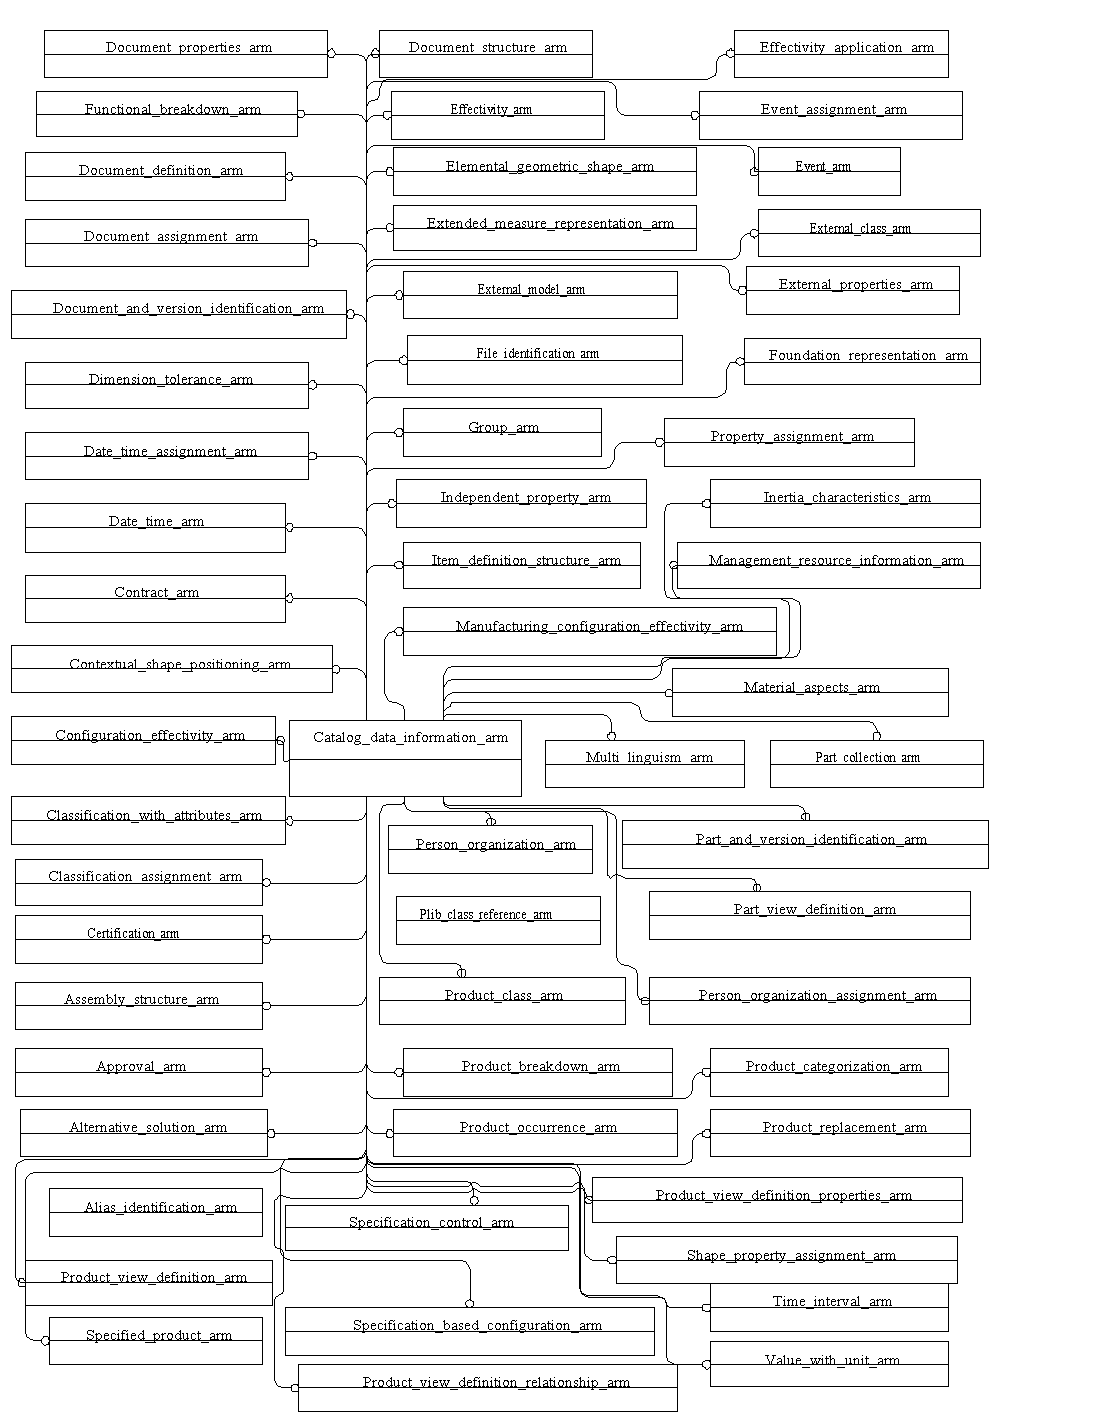 Document_properties_arm
Document_structure_arm
Effectivity_application_arm
Functional_breakdown_arm
Effectivity_arm
Event_assignment_arm
Document_definition_arm
Elemental_geometric_shape_arm
Event_arm
Document_assignment_arm
Extended_measure_representation_arm
External_class_arm
Document_and_version_identification_arm
External_model_arm
External_properties_arm
Dimension_tolerance_arm
File_identification_arm
Foundation_representation_arm
Date_time_assignment_arm
Group_arm
Property_assignment_arm
Date_time_arm
Independent_property_arm
Inertia_characteristics_arm
Contract_arm
Item_definition_structure_arm
Management_resource_information_arm
Contextual_shape_positioning_arm
Manufacturing_configuration_effectivity_arm
Material_aspects_arm
Configuration_effectivity_arm
Catalog_data_information_arm
Multi_linguism_arm
Part_collection_arm
Classification_with_attributes_arm
Person_organization_arm
Part_and_version_identification_arm
Classification_assignment_arm
Plib_class_reference_arm
Part_view_definition_arm
Certification_arm
Assembly_structure_arm
Product_class_arm
Person_organization_assignment_arm
Approval_arm
Product_breakdown_arm
Product_categorization_arm
Alternative_solution_arm
Product_occurrence_arm
Product_replacement_arm
Alias_identification_arm
Specification_control_arm
Product_view_definition_properties_arm
Product_view_definition_arm
Shape_property_assignment_arm
Specified_product_arm
Specification_based_configuration_arm
Time_interval_arm
Product_view_definition_relationship_arm
Value_with_unit_arm